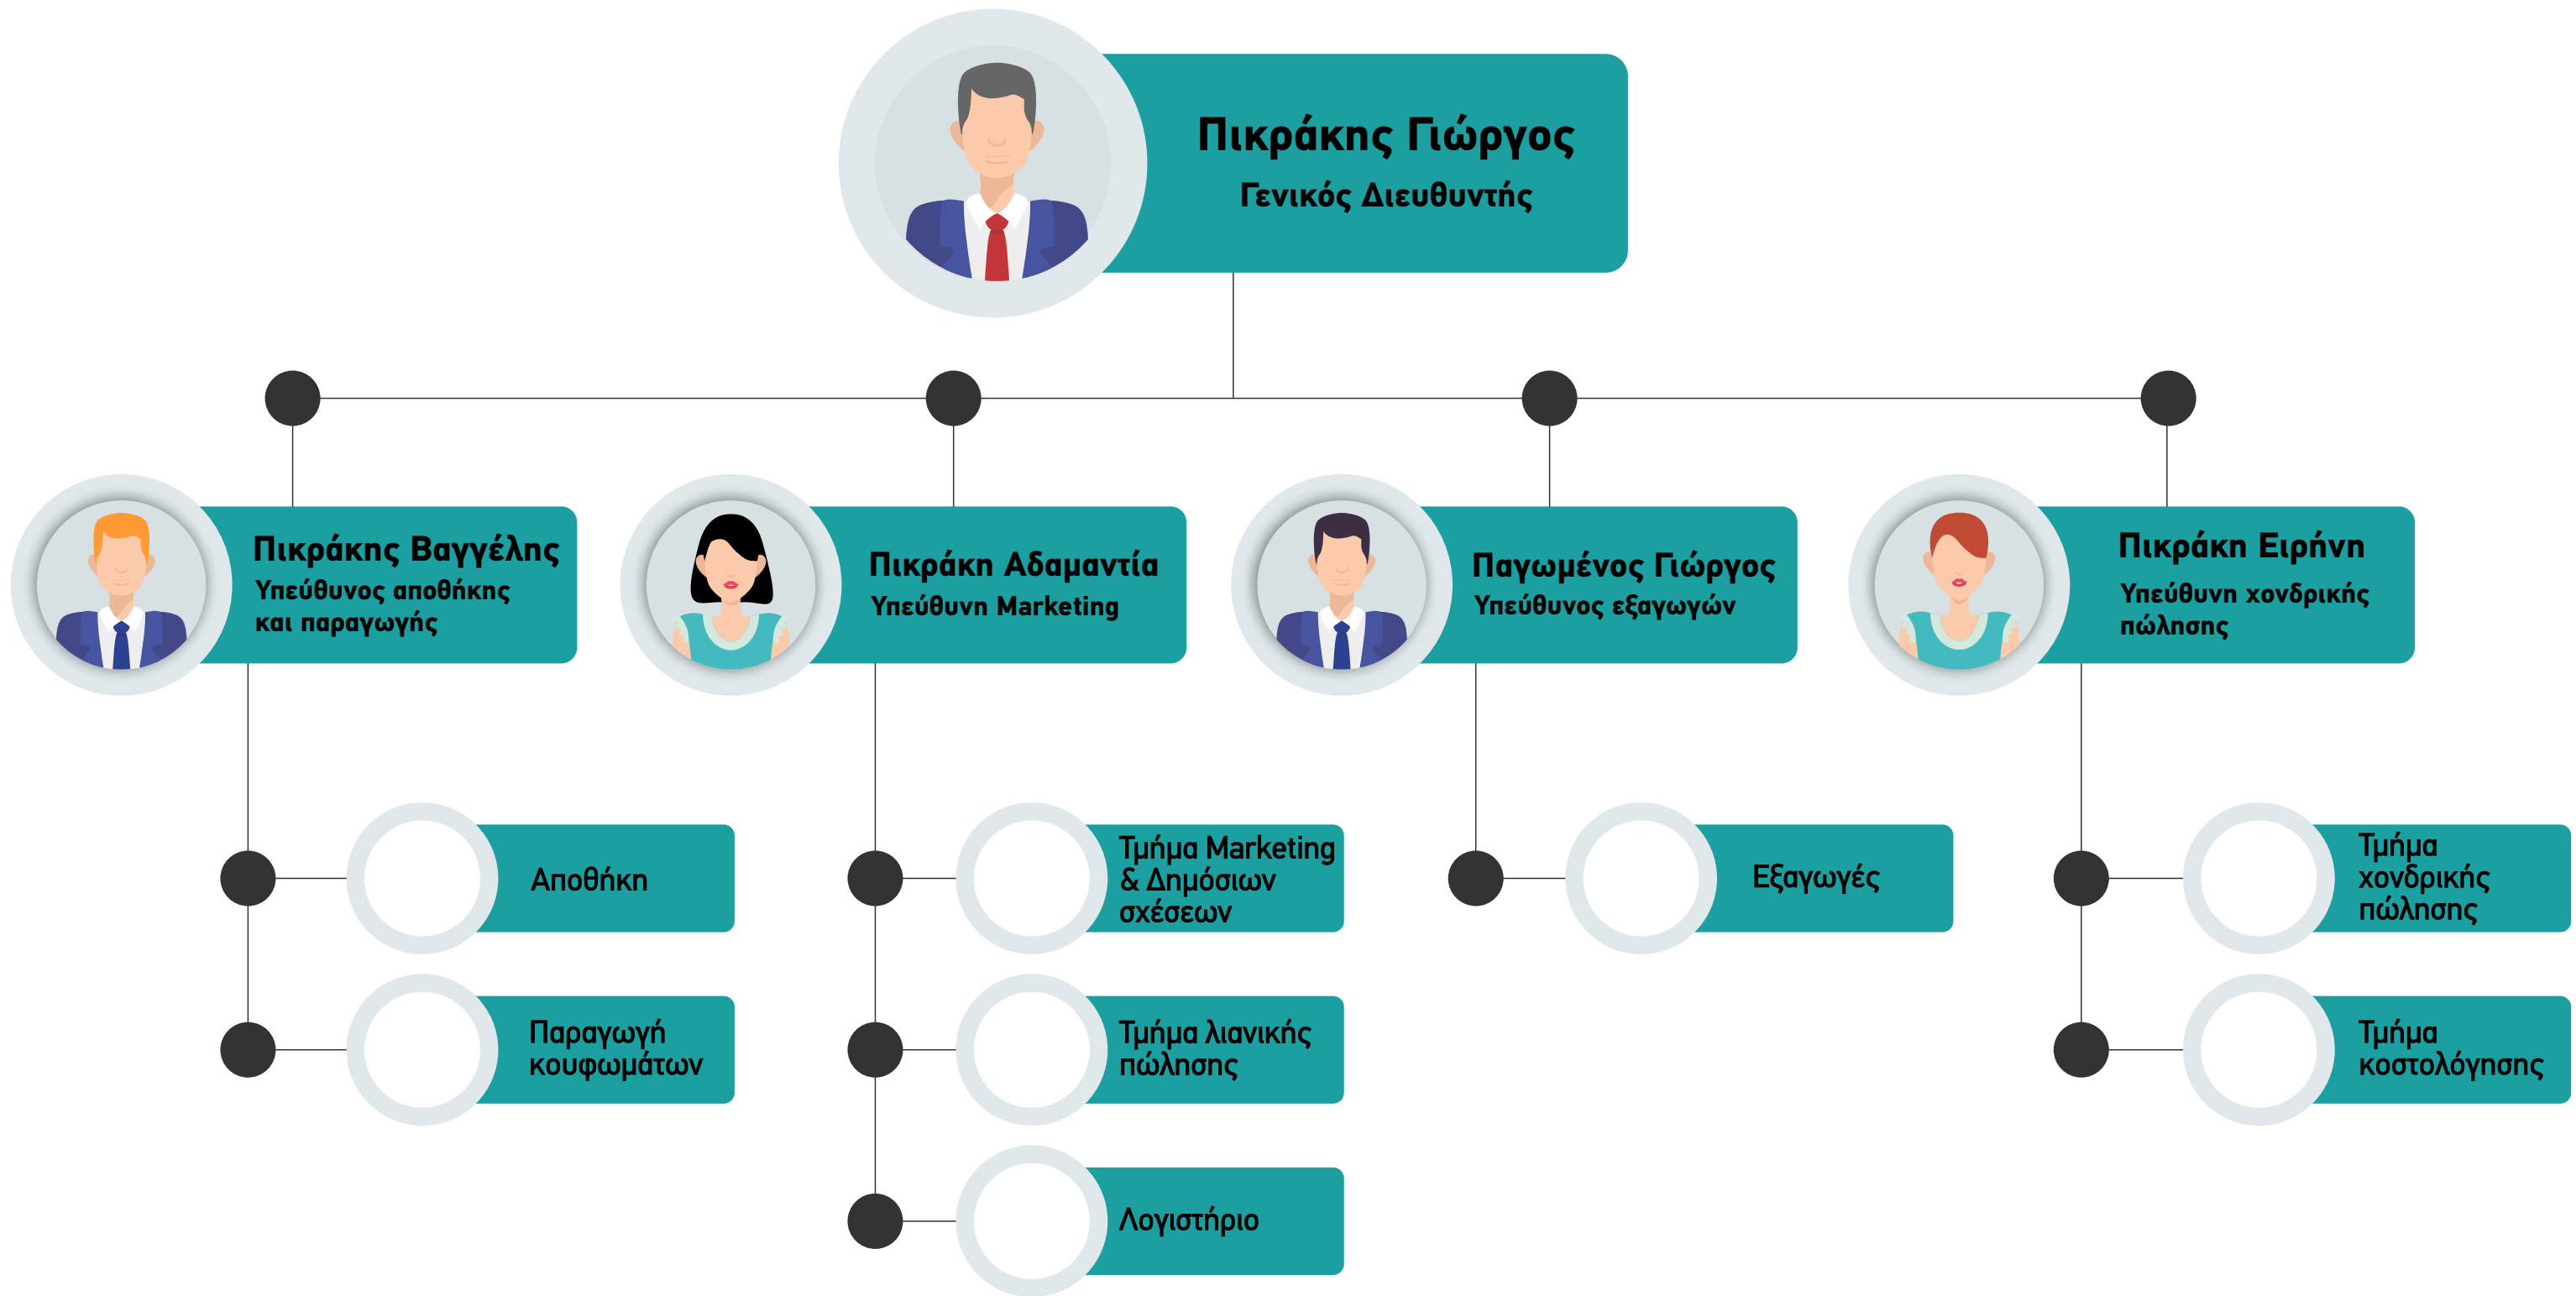 Πικράκης Γιώργος
Γενικός Διευθυντής
Πικράκης Βαγγέλης
Υπεύθυνος αποθήκης
και παραγωγής
Πικράκη Αδαμαντία
Υπεύθυνη Marketing
Παγωμένος Γιώργος
Υπεύθυνος εξαγωγών
Πικράκη Ειρήνη
Υπεύθυνη χονδρικής
πώλησης
Αποθήκη
Παραγωγή
κουφωμάτων
Τμήμα Marketing
& Δημόσιων
σχέσεων
Τμήμα λιανικής
πώλησης
Λογιστήριο
Εξαγωγές
Τμήμα
χονδρικής
πώλησης
Τμήμα
κοστολόγησης